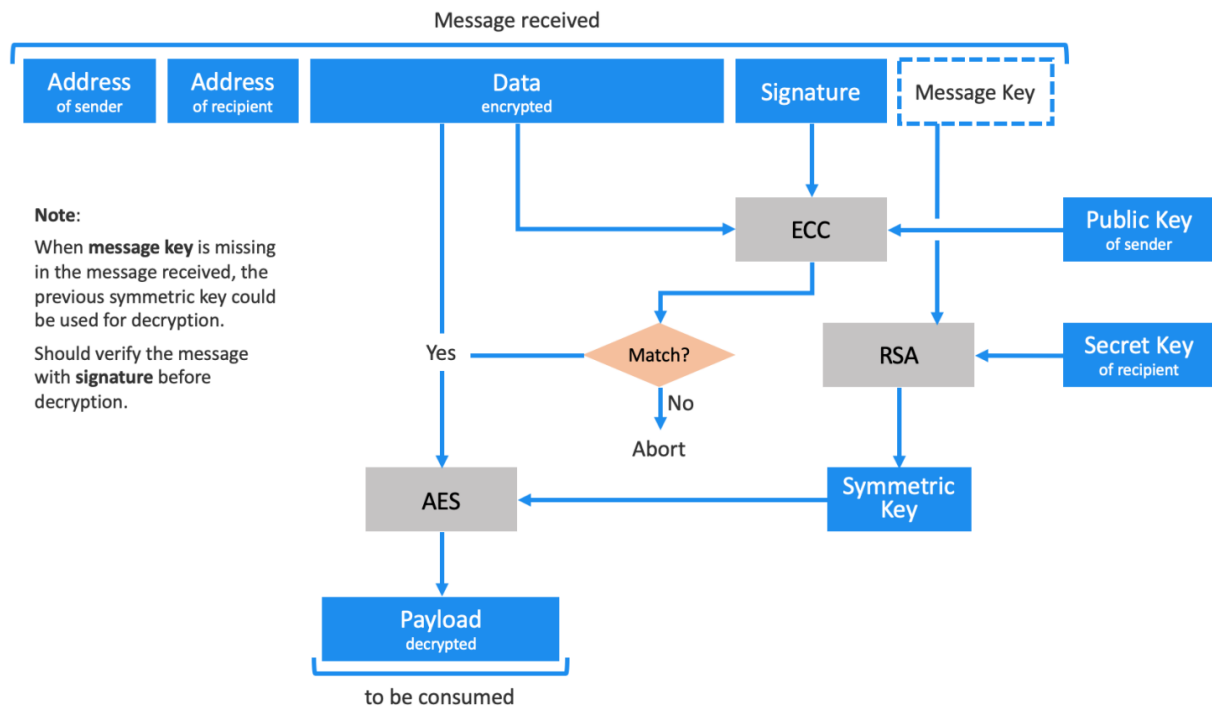 Message received
Address
of sender
Address
of recipient
Data
encrypted
Signature
Message Key
Note:
When message key is missing
in the message received, the
previous symmetric key could
be used for decryption.
Should verify the message
with signature before
decryption.
ECC
Public Key
of sender
Yes
Match?
RSA
Secret Key
of recipient
No
Abort
AES
Symmetric
Key
Payload
decrypted
to be consumed